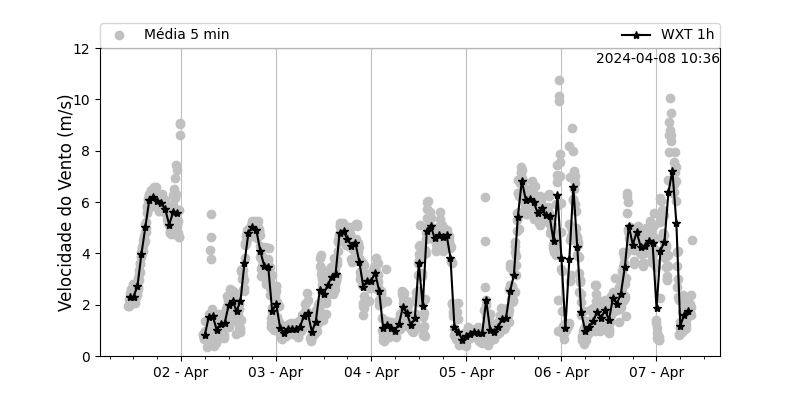 Média 5 min
WXT 1h
2024-04-08 10:36
Velocidade do Vento (m/s)
12
10
8
6
4
2
0
02 - Apr
03 - Apr
04 - Apr
05 - Apr
06 - Apr
07 - Apr